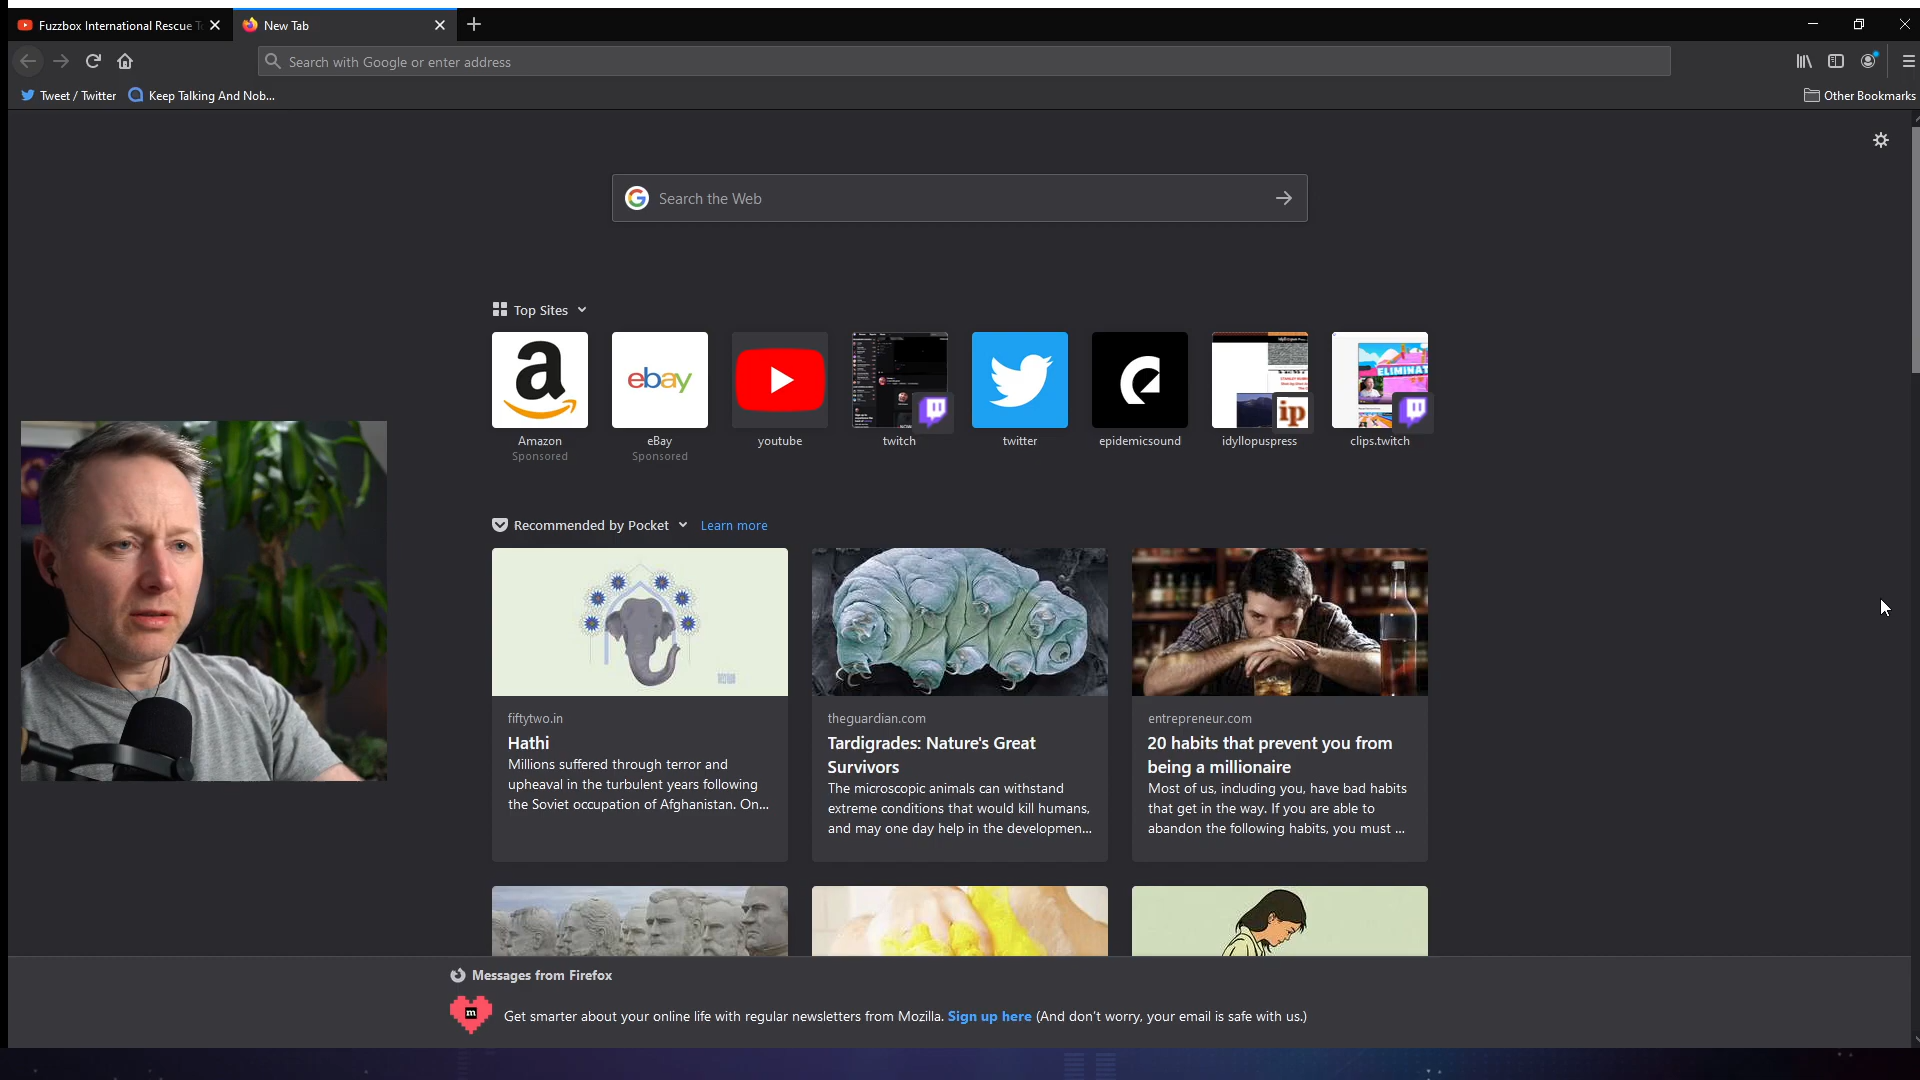 Fuzzbox International Rescue
New Tab
Search with Google or enter address
Tweet / Twitter
Keep Talking And Nob...
Other Bookmarks
Search the Web
Top Sites
a
ebay
ip
ELIMINAT
Amazon
Sponsored
eBay
Sponsored
youtube
twitch
twitter
epidemicsound
idyllopuspress
clips.twitch
Recommended by Pocket
Learn more
fiftytwo.in
Hathi
Millions suffered through terror and
upheaval in the turbulent years following
the Soviet occupation of Afghanistan. On...
theguardian.com
Tardigrades: Nature's Great
Survivors
The microscopic animals can withstand
extreme conditions that would kill humans,
and may one day help in the developmen...
entrepreneur.com
20 habits that prevent you from
being a millionaire
Most of us, including you, have bad habits
that get in the way. If you are able to
abandon the following habits, you must ...
Messages from Firefox
m
Get smarter about your online life with regular newsletters from Mozilla. Sign up here (And don't worry, your email is safe with us.)